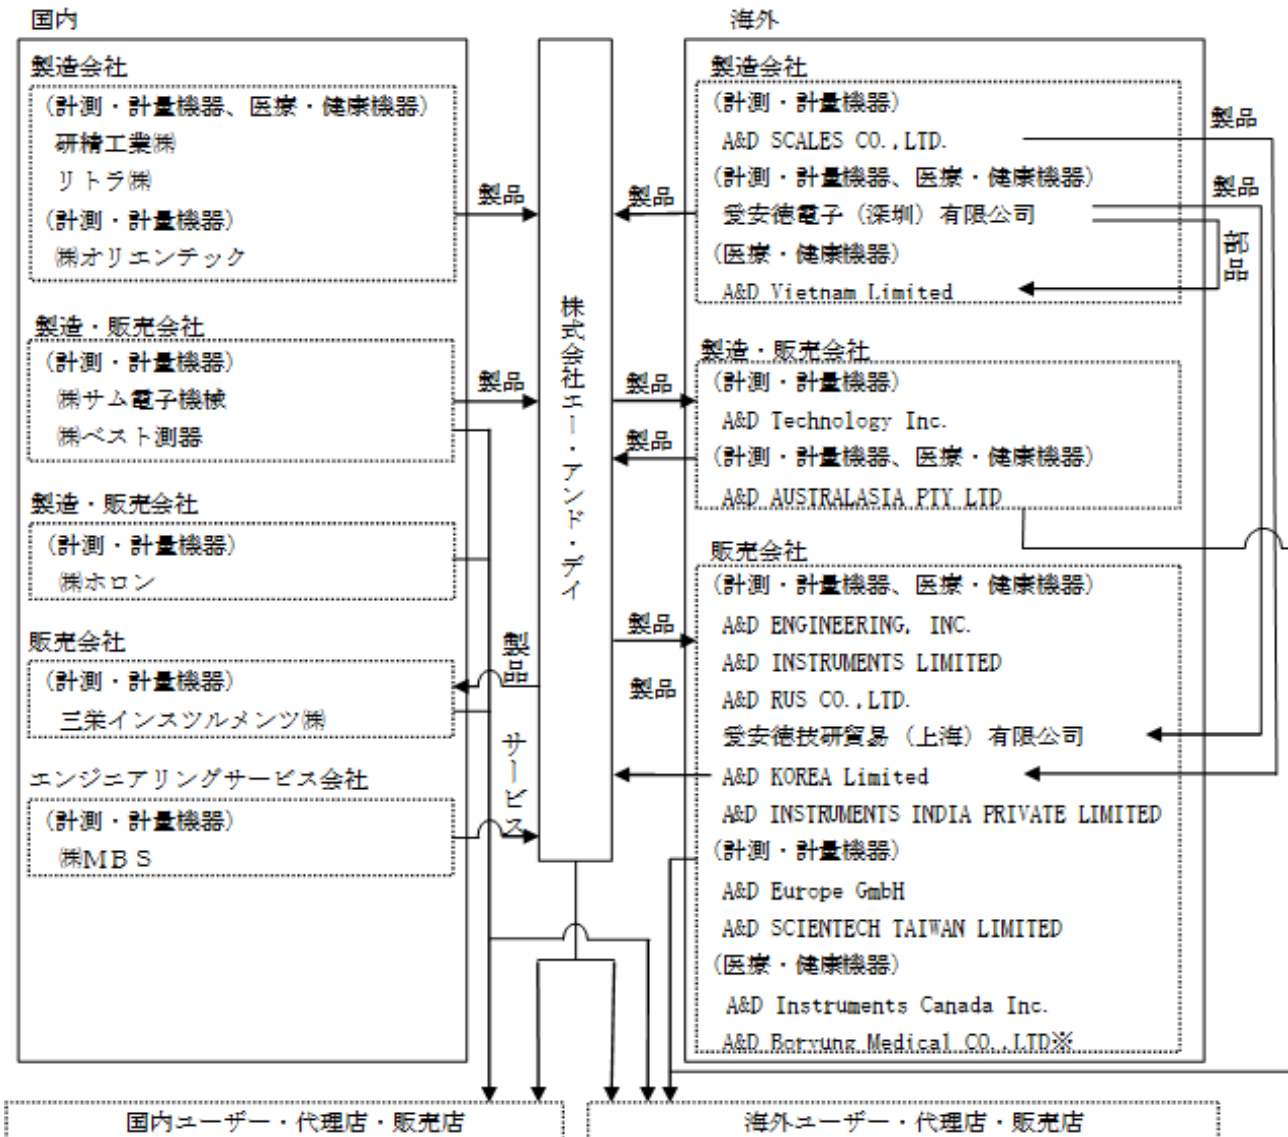 国内
製造会社
(計測・計量機器、医療・健康機器)
研精工業㈱
リトラ㈱
(計測・計量機器)
㈱オリエンテック
製品
製造・販売会社
(計測・計量機器)
㈱サム電子機械
㈱ベスト測器
製品
製造・販売会社
(計測・計量機器)
㈱ホロン
販売会社
(計測・計量機器)
三栄インスツルメンツ㈱
製品
エンジニアリングサービス会社
(計測・計量機器)
㈱ＭＢＳ
サービス
株式会社エー・アンド・デイ
海外
製造会社
(計測・計量機器)
A&D SCALES CO.,LTD.
(計測・計量機器、医療・健康機器)
愛安徳電子（深圳）有限公司
(医療・健康機器)
A&D Vietnam Limited
製品
製品
製品
部品
製造・販売会社
(計測・計量機器)
A&D Technology Inc.
(計測・計量機器、医療・健康機器)
A&D AUSTRALASIA PTY LTD
製品
製品
販売会社
(計測・計量機器、医療・健康機器)
A&D ENGINEERING, INC.
A&D INSTRUMENTS LIMITED
A&D RUS CO.,LTD.
愛安徳技研貿易（上海）有限公司
A&D KOREA Limited
A&D INSTRUMENTS INDIA PRIVATE LIMITED
(計測・計量機器)
A&D Europe GmbH
A&D SCIENTECH TAIWAN LIMITED
(医療・健康機器)
A&D Instruments Canada Inc.
A&D Boryung Medical CO.,LTD※
製品
製品
国内ユーザー・代理店・販売店
海外ユーザー・代理店・販売店